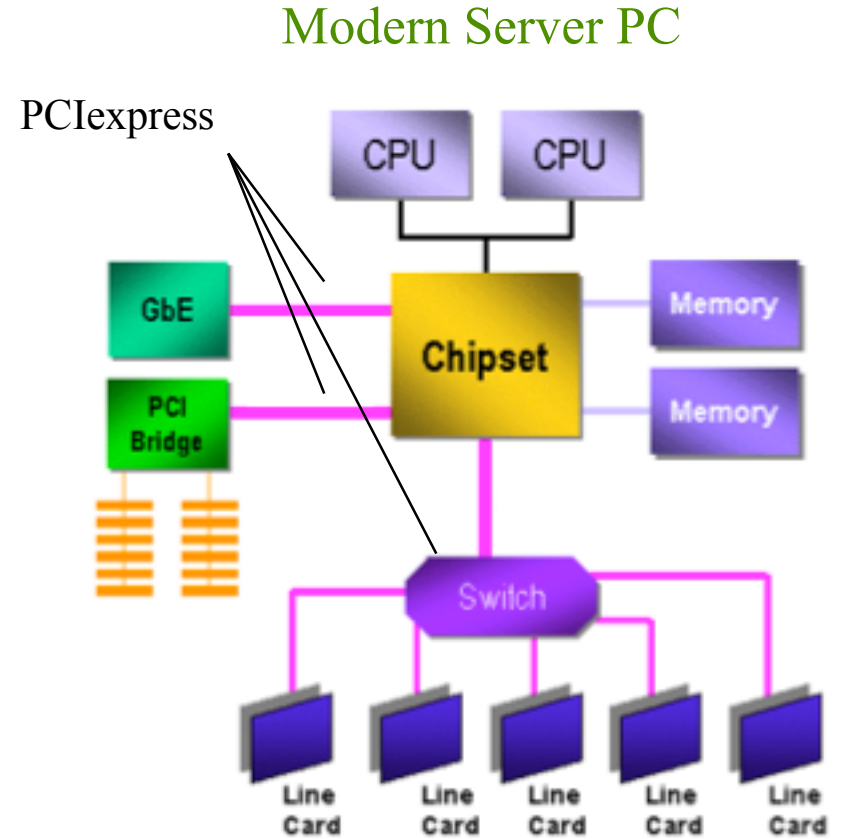 Modern Server PC
PCIexpress
CPU
CPU
GbE
Chipset
Memory
PCI
Bridge
Memory
Switch
Line
Card
Line
Card
Line
Card
Line
Card
Line
Card